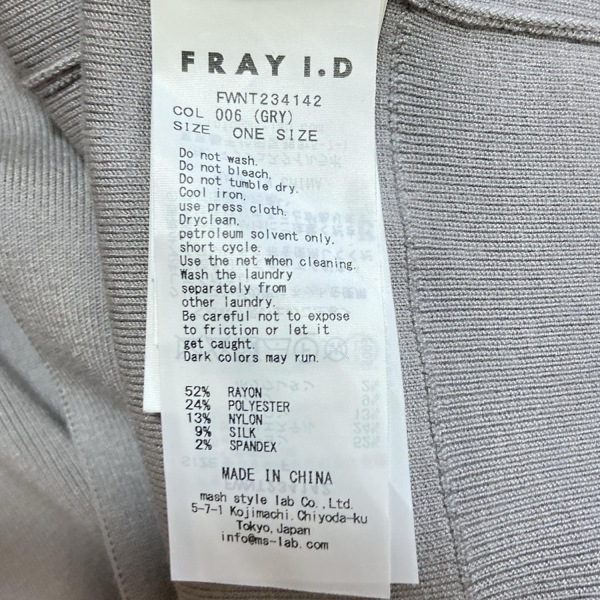 FRAY I.D
FWNT234142
COL 006 (GRY)
SIZE ONE SIZE
Do not wash.
Do not bleach.
Do not tumble dry.
Cool iron,
use press cloth.
Dryclean,
petroleum solvent only,
short cycle.
Use the net when cleaning.
Wash the laundry
separately from
other laundry.
Be careful not to expose
to friction or let it
get caught.
Dark colors may run.
52% RAYON
24% POLYESTER
13% NYLON
9% SILK
2% SPANDEX
MADE IN CHINA
mash style lab Co.,Ltd.
5-7-1 Kojimachi,Chiyoda-ku
Tokyo,Japan
info@ms-lab.com